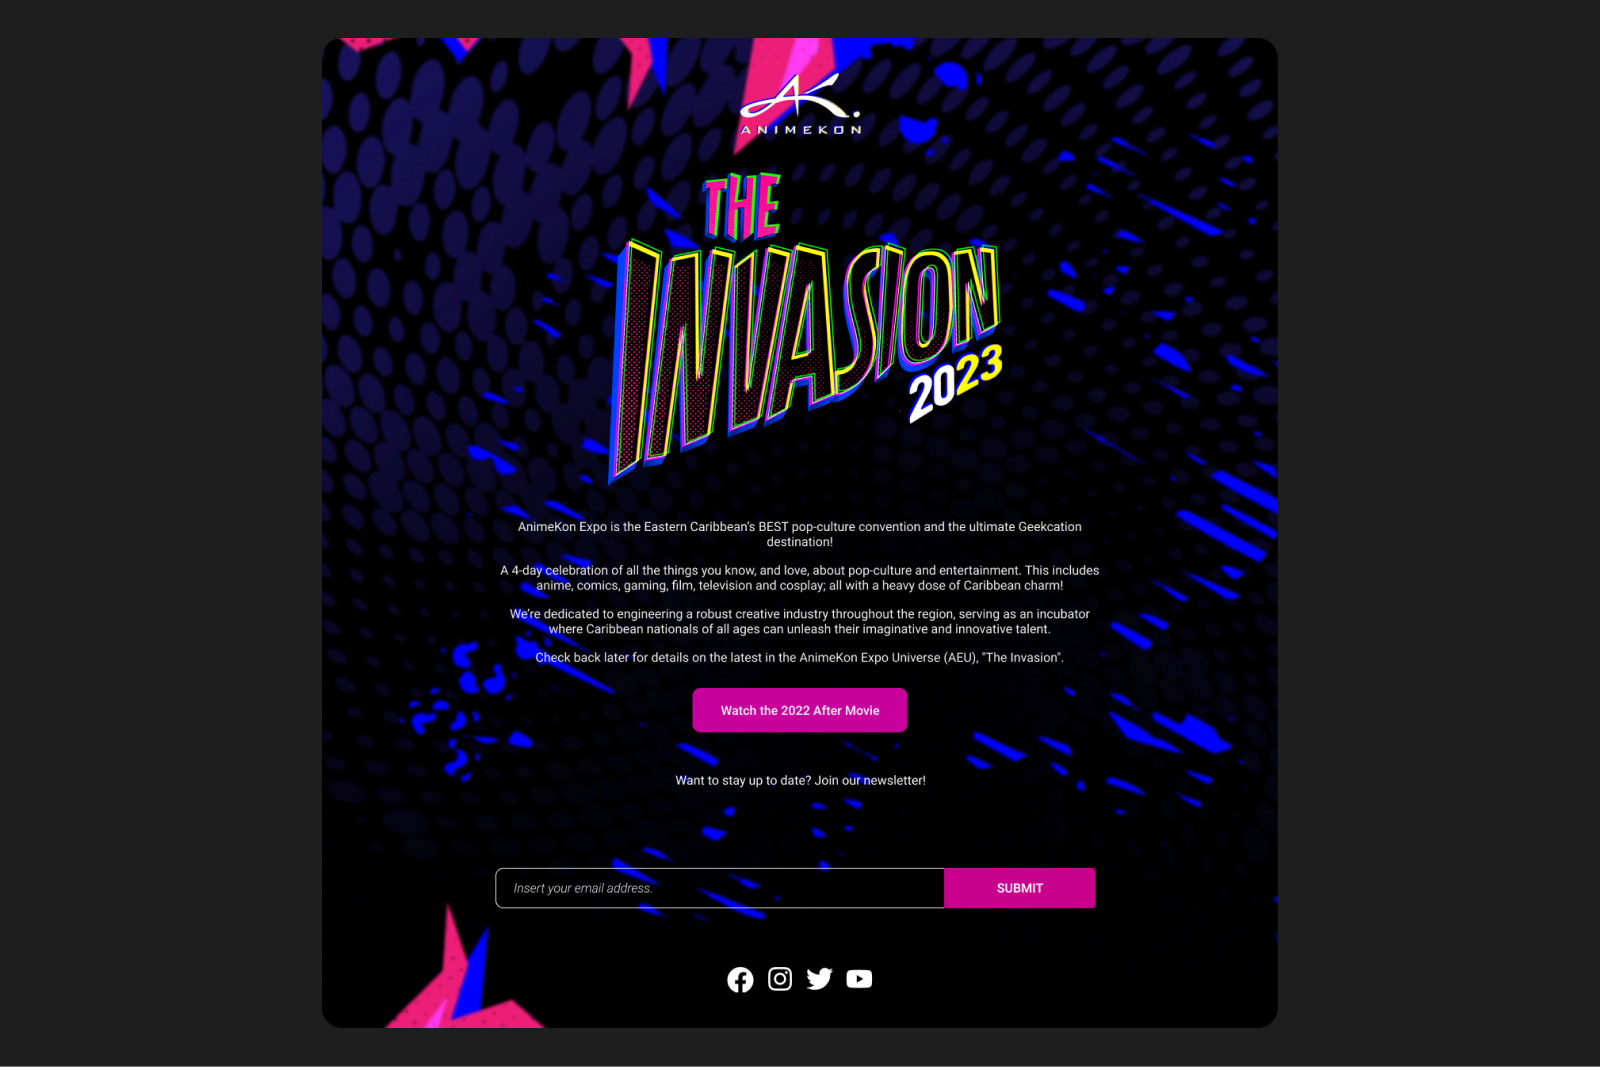 AK.
ANIMEKON
THE
INVASION
2023
AnimeKon Expo is the Eastern Caribbean’s BEST pop-culture convention and the ultimate Geekcation
destination!
A 4-day celebration of all the things you know, and love, about pop-culture and entertainment. This includes
anime, comics, gaming, film, television and cosplay; all with a heavy dose of Caribbean charm!
We’re dedicated to engineering a robust creative industry throughout the region, serving as an incubator
where Caribbean nationals of all ages can unleash their imaginative and innovative talent.
Check back later for details on the latest in the AnimeKon Expo Universe (AEU), "The Invasion".
Watch the 2022 After Movie
Want to stay up to date? Join our newsletter!
Insert your email address. SUBMIT